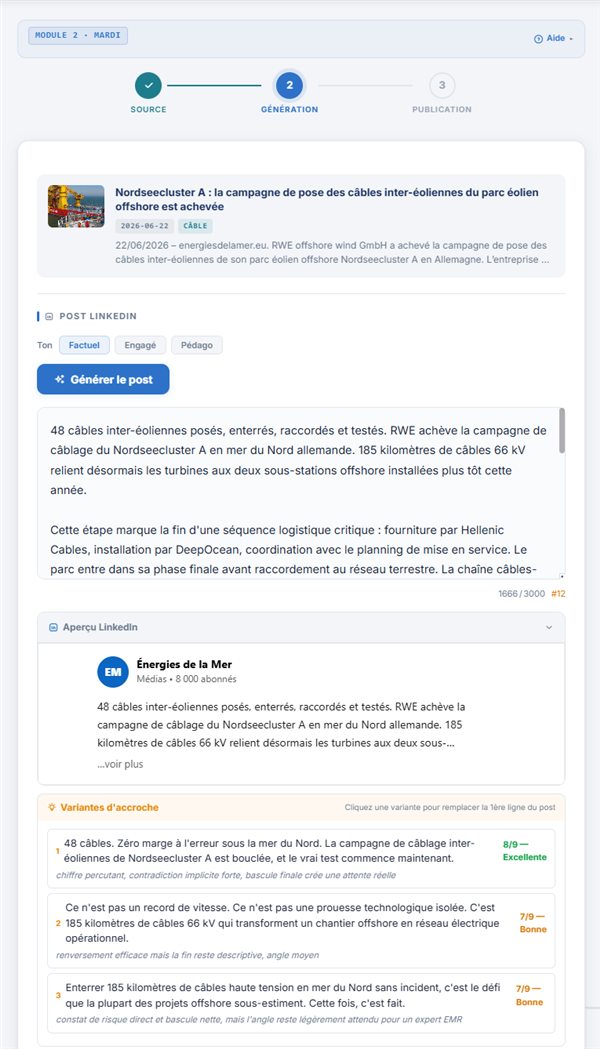 MODULE 2 · MARDI
Aide
2
3
SOURCE
GÉNÉRATION
PUBLICATION
Nordseecluster A : la campagne de pose des câbles inter-éoliennes du parc éolien
offshore est achevée
2026-06-22
CÂBLE
22/06/2026 – energiesdelamer.eu. RWE offshore wind GmbH a achevé la campagne de pose des
câbles inter-éoliennes de son parc éolien offshore Nordseecluster A en Allemagne. L'entreprise ...
POST LINKEDIN
Ton
Factuel
Engagé
Pédago
Générer le post
48 câbles inter-éoliennes posés, enterrés, raccordés et testés. RWE achève la campagne de
câblage du Nordseecluster A en mer du Nord allemande. 185 kilomètres de câbles 66 kV
relient désormais les turbines aux deux sous-stations offshore installées plus tôt cette
année.
Cette étape marque la fin d'une séquence logistique critique : fourniture par Hellenic
Cables, installation par DeepOcean, coordination avec le planning de mise en service. Le
parc entre dans sa phase finale avant raccordement au réseau terrestre. La chaîne câbles-
1666/3000 #12
Aperçu LinkedIn
EM
Énergies de la Mer
Médias • 8 000 abonnés
48 câbles inter-éoliennes posés, enterrés, raccordés et testés. RWE achève la
campagne de câblage du Nordseecluster A en mer du Nord allemande. 185
kilomètres de câbles 66 kV relient désormais les turbines aux deux sous-...
...voir plus
Variantes d'accroche
Cliquez une variante pour remplacer la 1ère ligne du post
1
48 câbles. Zéro marge à l'erreur sous la mer du Nord. La campagne de câblage inter-
éoliennes de Nordseecluster A est bouclée, et le vrai test commence maintenant.
8/9 —
Excellente
chiffre percutant, contradiction implicite forte, bascule finale crée une attente réelle
2
Ce n'est pas un record de vitesse. Ce n'est pas une prouesse technologique isolée. C'est
185 kilomètres de câbles 66 kV qui transforment un chantier offshore en réseau électrique
opérationnel.
7/9 —
Bonne
renversement efficace mais la fin reste descriptive, angle moyen
3
Enterrer 185 kilomètres de câbles haute tension en mer du Nord sans incident, c'est le défi
que la plupart des projets offshore sous-estiment. Cette fois, c'est fait.
7/9 —
Bonne
constat de risque direct et bascule nette, mais l'angle reste légèrement attendu pour un expert EMR